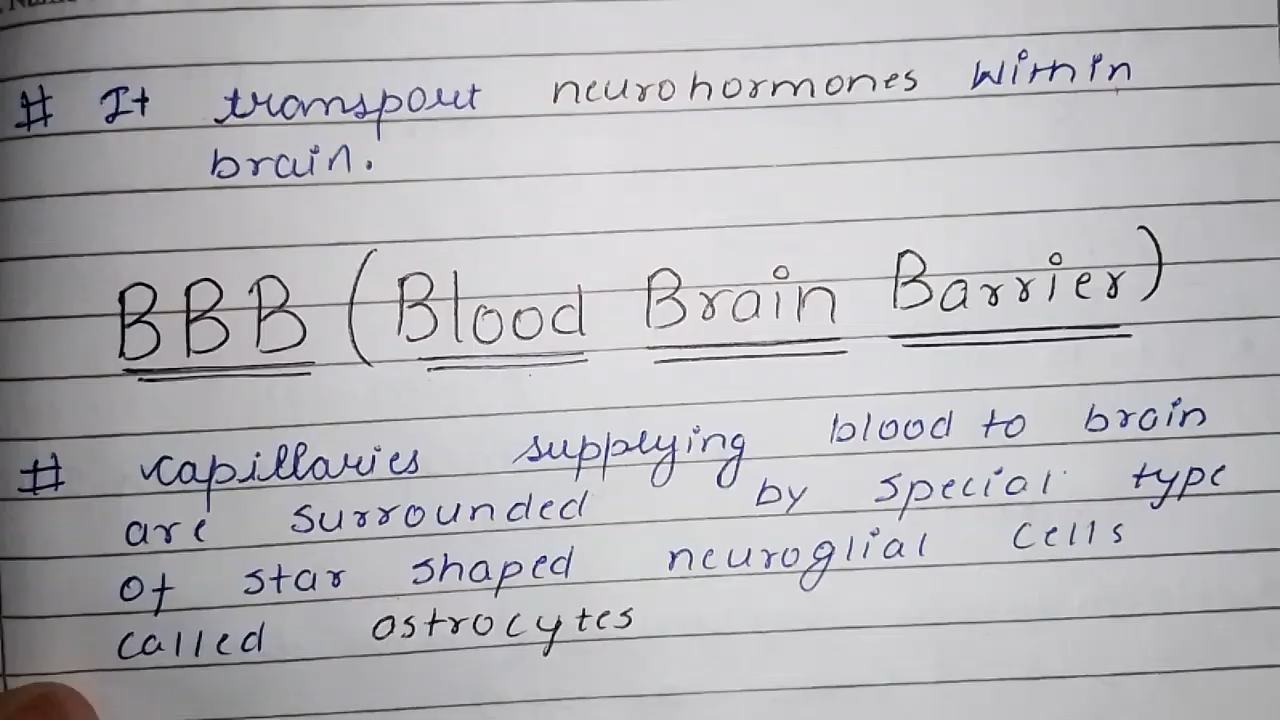 # It transport neurohormones within
brain.
BBB (Blood Brain Barrier)
# capillaries supplying blood to brain
are surrounded by special type
of star shaped neuroglial cells
called astrocytes